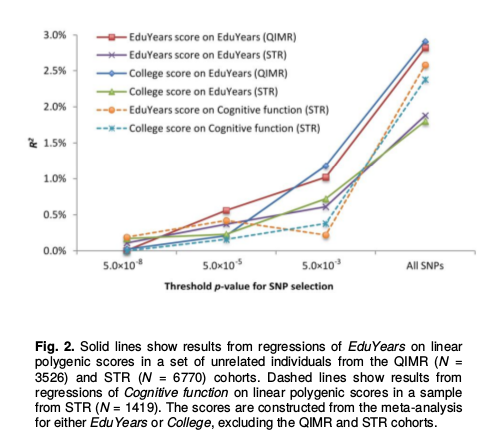 3.0%
2.5%
2.0%
1.5%
1.0%
0.5%
0.0%
R²
EduYears score on EduYears (QIMR)
EduYears score on EduYears (STR)
College score on EduYears (QIMR)
College score on EduYears (STR)
EduYears score on Cognitive function (STR)
College score on Cognitive function (STR)
5.0×10⁻⁸ 5.0×10⁻⁵ 5.0×10⁻³ All SNPs
Threshold p-value for SNP selection
Fig. 2. Solid lines show results from regressions of EduYears on linear
polygenic scores in a set of unrelated individuals from the QIMR (N =
3526) and STR (N = 6770) cohorts. Dashed lines show results from
regressions of Cognitive function on linear polygenic scores in a sample
from STR (N = 1419). The scores are constructed from the meta-analysis
for either EduYears or College, excluding the QIMR and STR cohorts.